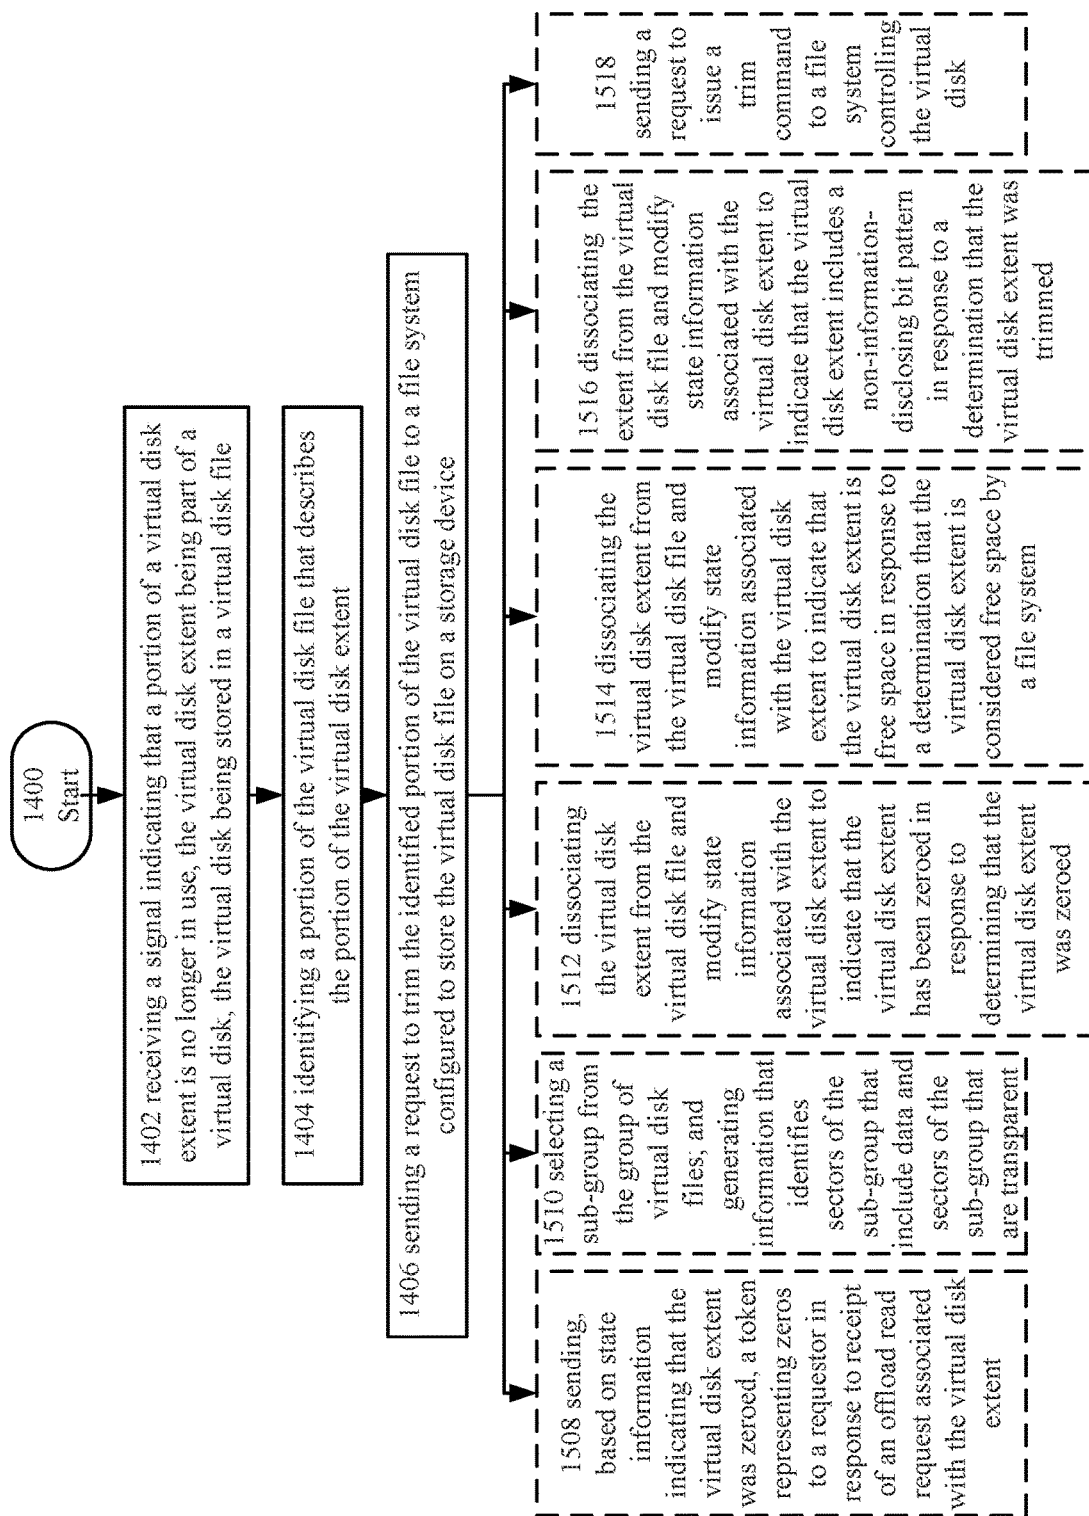 1400
Start
1402 receiving a signal indicating that a portion of a virtual disk
extent is no longer in use, the virtual disk extent being part of a
virtual disk, the virtual disk being stored in a virtual disk file
1404 identifying a portion of the virtual disk file that describes
the portion of the virtual disk extent
1406 sending a request to trim the identified portion of the virtual disk file to a file system
configured to store the virtual disk file on a storage device
1508 sending,
based on state
information
indicating that the
virtual disk extent
was zeroed, a token
representing zeros
to a requestor in
response to receipt
of an offload read
request associated
with the virtual disk
extent
1510 selecting a
sub-group from
the group of
virtual disk
files, and
generating
information that
identifies
sectors of the
sub-group that
include data and
sectors of the
sub-group that
are transparent
1512 dissociating
the virtual disk
extent from the
virtual disk file and
modify state
information
associated with the
virtual disk extent to
indicate that the
virtual disk extent
has been zeroed in
response to
determining that the
virtual disk extent
was zeroed
1514 dissociating the
virtual disk extent from
the virtual disk file and
modify state
information associated
with the virtual disk
extent to indicate that
the virtual disk extent is
free space in response to
a determination that the
virtual disk extent is
considered free space by
a file system
1516 dissociating the
extent from the virtual
disk file and modify
state information
associated with the
virtual disk extent to
indicate that the virtual
disk extent includes a
non-information-
disclosing bit pattern
in response to a
determination that the
virtual disk extent was
trimmed
1518
sending a
request to
issue a
trim
command
to a file
system
controlling
the virtual
disk